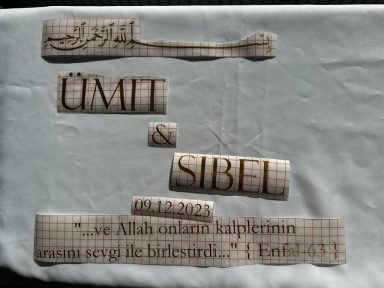 بسم الله الرحمن الرحيم
ÜMIT
&
SIBEL
09.12.2023
"...ve Allah onların kalplerinin
arasını sevgi ile birleştirdi..." { Enfal 63 }